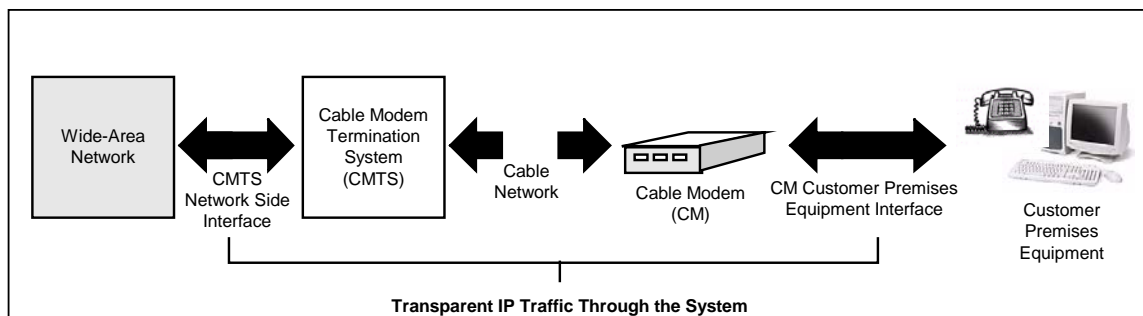 Wide-Area
Network
CMTS
Network Side
Interface
Cable Modem
Termination
System
(CMTS)
Cable
Network
Cable Modem
(CM)
CM Customer Premises
Equipment Interface
Customer
Premises
Equipment
Transparent IP Traffic Through the System